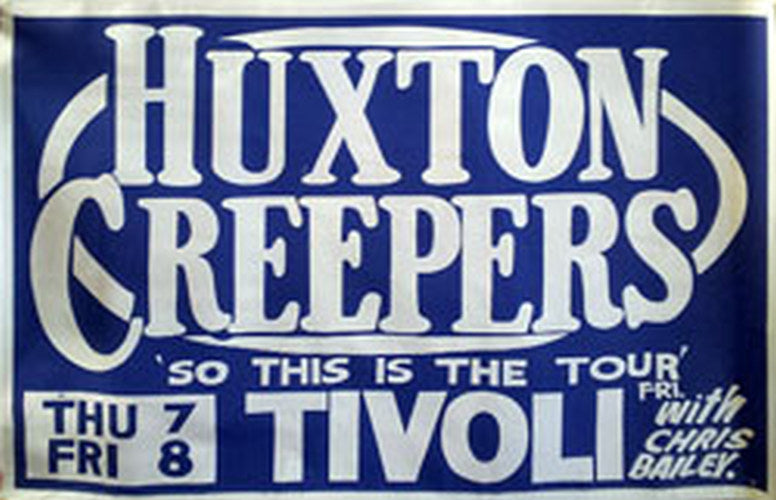 HUXTON
CREEPERS
'SO THIS IS THE TOUR'
THU 7
FRI 8
TIVOLI
FRI. with
CHRIS
BAILEY.